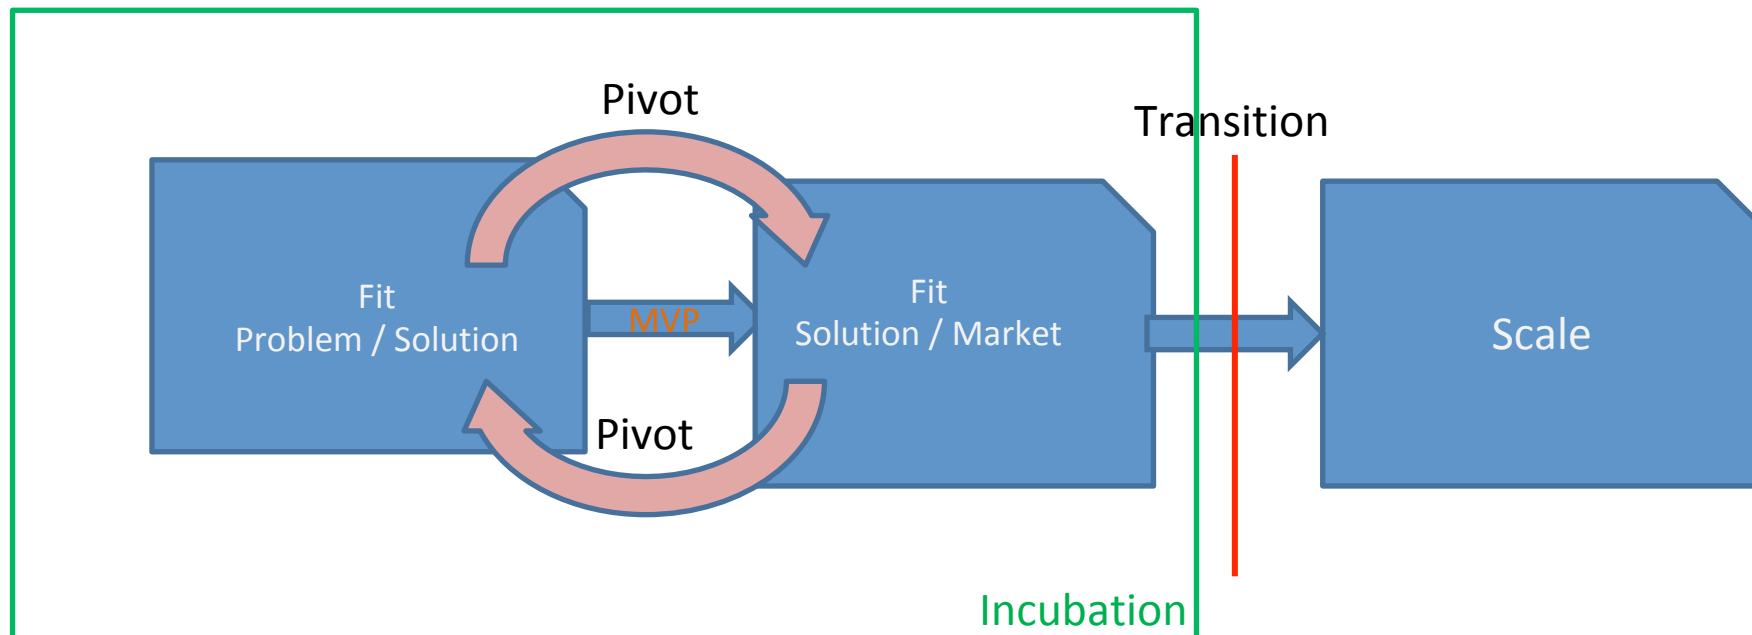 Pivot
Transition
Fit
Problem / Solution
MVP
Fit
Solution / Market
Scale
Pivot
Incubation